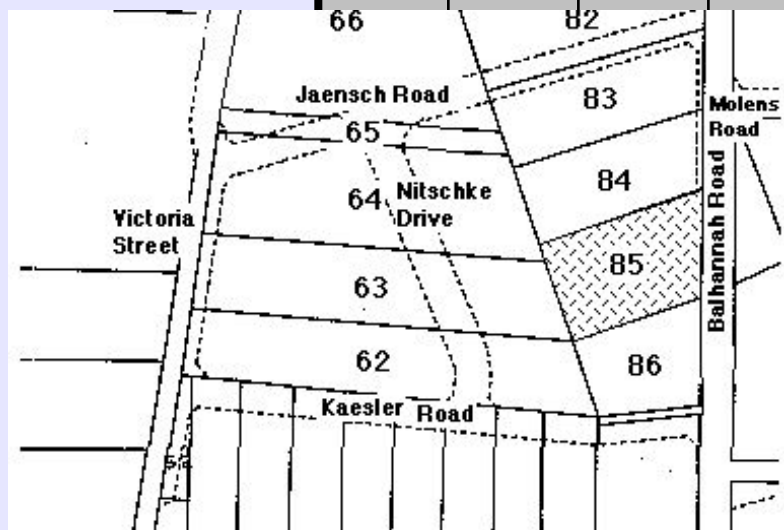 66
82
Jaensch Road
83
Molens
Road
65
84
64
Nitschke
Drive
Victoria
Street
85
Balhannah Road
63
62
86
Kaesler Road